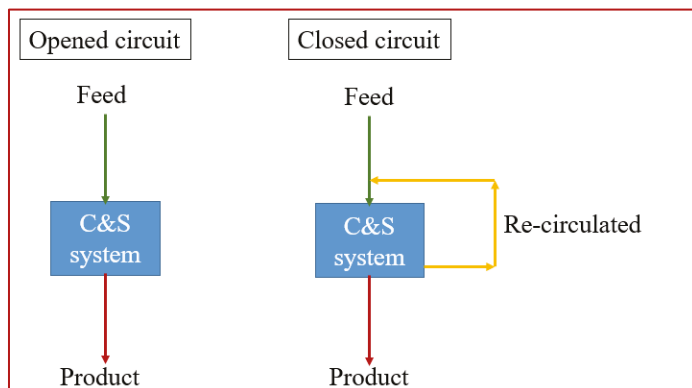 Opened circuit
Closed circuit
Feed
Feed
C&S
system
C&S
system
Re-circulated
Product
Product